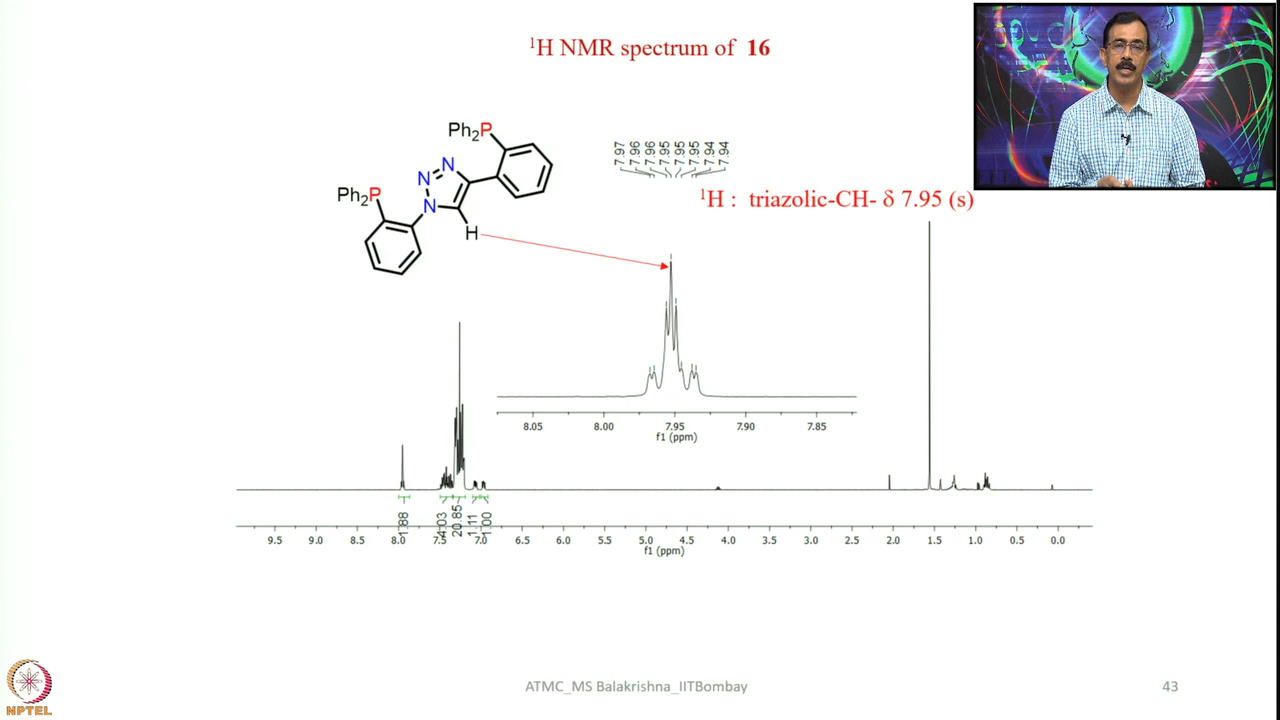 ¹H NMR spectrum of 16
Ph₂P
Ph₂P
N
N
N
H
7.97
7.96
7.96
7.95
7.95
7.95
7.94
7.94
¹H : triazolic-CH- δ 7.95 (s)
8.05 8.00 7.95 7.90 7.85
f1 (ppm)
1.88
4.03
20.85
1.11
1.00
9.5 9.0 8.5 8.0 7.5 7.0 6.5 6.0 5.5 5.0 4.5 4.0 3.5 3.0 2.5 2.0 1.5 1.0 0.5 0.0
f1 (ppm)
NPTEL
ATMC_MS Balakrishna_IITBombay
43